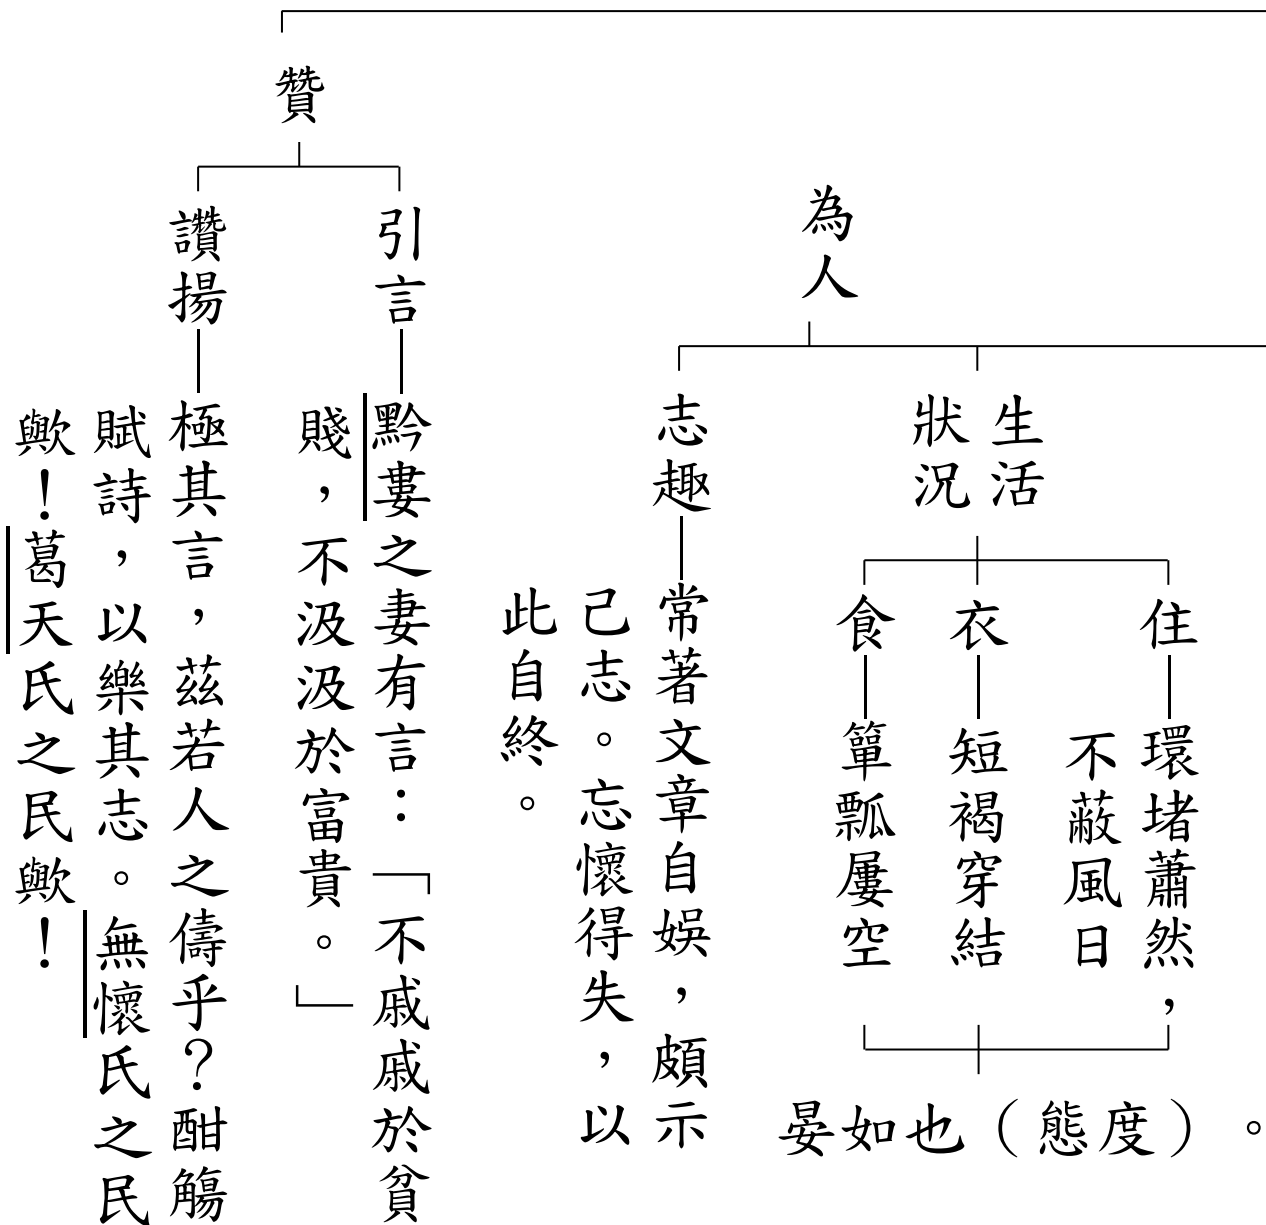 為人
生活
狀況
住
環堵蕭然，
不蔽風日
衣
短褐穿結
食
簞瓢屢空
晏如也（態度）。
志趣
常著文章自娛，頗示
己志。忘懷得失，以
此自終。
贊
引言
黔婁之妻有言：「不戚戚於貧
賤，不汲汲於富貴。」
讚揚
極其言，茲若人之儔乎？酣觴
賦詩，以樂其志。無懷氏之民
歟！葛天氏之民歟！